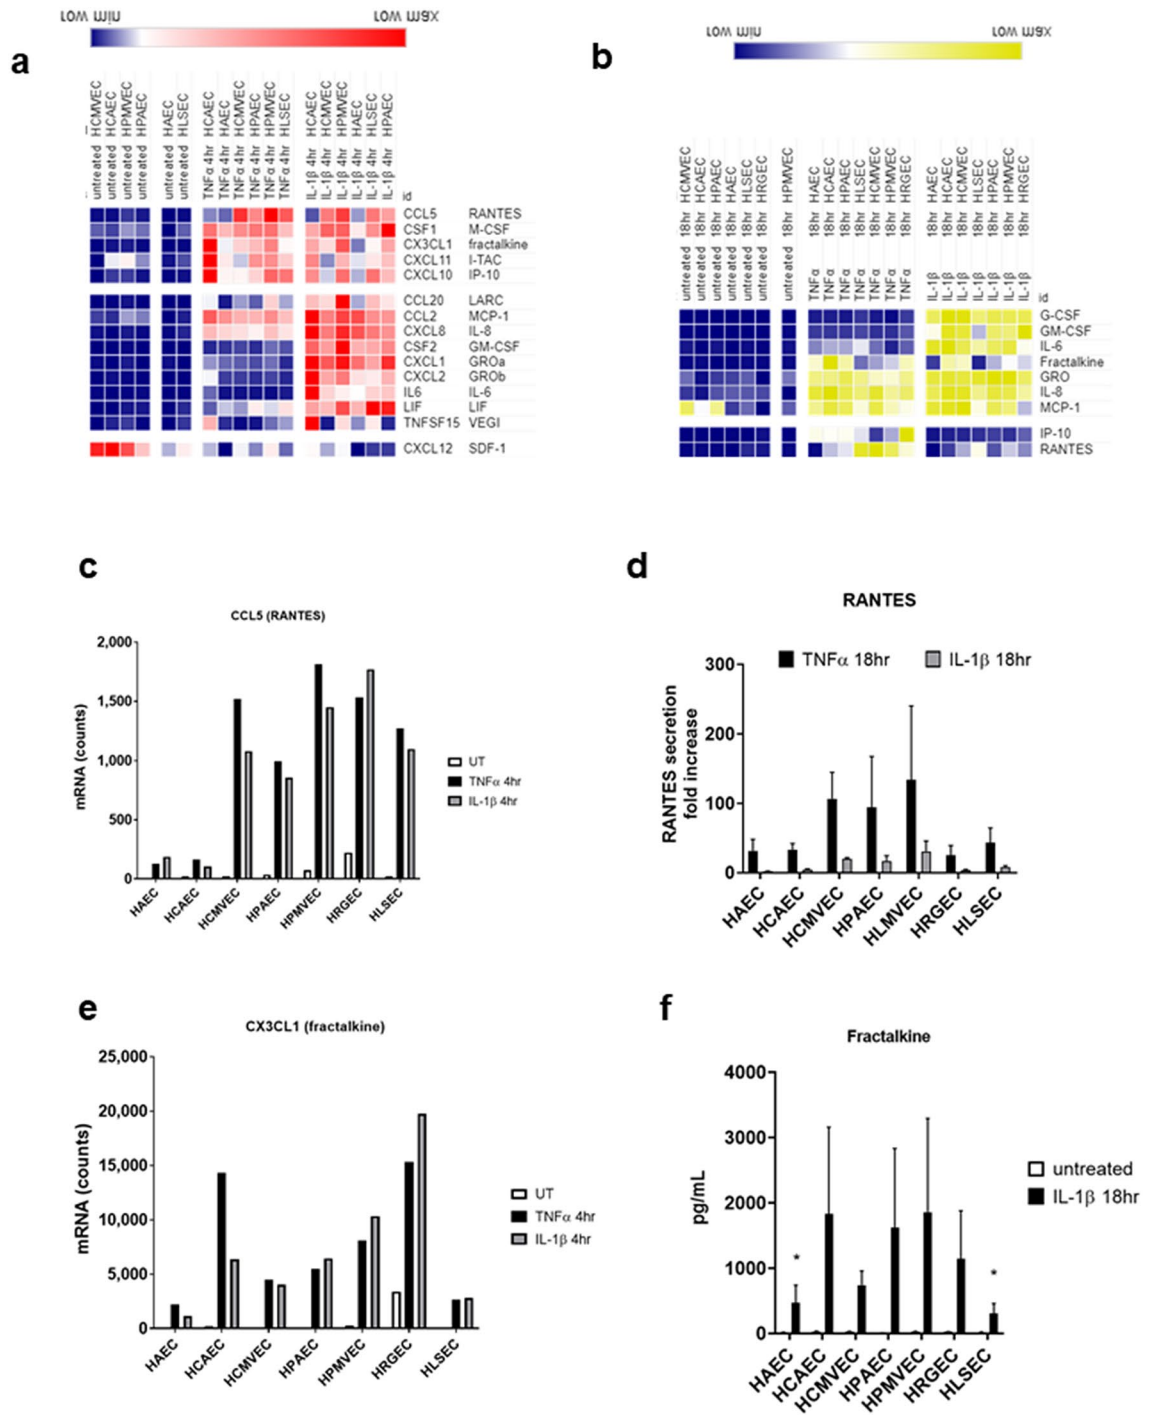 row min row max
a
untreated HCMVEC
untreated HCAEC
untreated HPMVEC
untreated HPAEC
untreated HAEC
untreated HLSEC
TNFα 4hr HCAEC
TNFα 4hr HAEC
TNFα 4hr HCMVEC
TNFα 4hr HPAEC
TNFα 4hr HPMVEC
TNFα 4hr HLSEC
IL-1β 4hr HCAEC
IL-1β 4hr HCMVEC
IL-1β 4hr HPMVEC
IL-1β 4hr HAEC
IL-1β 4hr HLSEC
IL-1β 4hr HPAEC
id
CCL5 RANTES
CSF1 M-CSF
CX3CL1 fractalkine
CXCL11 I-TAC
CXCL10 IP-10
CCL20 LARC
CCL2 MCP-1
CXCL8 IL-8
CSF2 GM-CSF
CXCL1 GROa
CXCL2 GROb
IL6 IL-6
LIF LIF
TNFSF15 VEGI
CXCL12 SDF-1
row min row max
b
untreated 18hr HCMVEC
untreated 18hr HCAEC
untreated 18hr HPAEC
untreated 18hr HAEC
untreated 18hr HLSEC
untreated 18hr HRGEC
untreated 18hr HPMVEC
TNFα 18hr HAEC
TNFα 18hr HCAEC
TNFα 18hr HPAEC
TNFα 18hr HLSEC
TNFα 18hr HCMVEC
TNFα 18hr HPMVEC
TNFα 18hr HRGEC
IL-1β 18hr HAEC
IL-1β 18hr HCAEC
IL-1β 18hr HCMVEC
IL-1β 18hr HLSEC
IL-1β 18hr HPAEC
IL-1β 18hr HPMVEC
IL-1β 18hr HRGEC
id
G-CSF
GM-CSF
IL-6
Fractalkine
GRO
IL-8
MCP-1
IP-10
RANTES
c
CCL5 (RANTES)
mRNA (counts)
2,000
1,500
1,000
500
0
HAEC HCAEC HCMVEC HPAEC HPMVEC HRGEC HLSEC
UT
TNFα 4hr
IL-1β 4hr
d
RANTES
TNFα 18hr IL-1β 18hr
RANTES secretion
fold increase
300
200
100
0
HAEC HCAEC HCMVEC HPAEC HLMVEC HRGEC HLSEC
e
CX3CL1 (fractalkine)
mRNA (counts)
25,000
20,000
15,000
10,000
5,000
0
HAEC HCAEC HCMVEC HPAEC HPMVEC HRGEC HLSEC
UT
TNFα 4hr
IL-1β 4hr
f
Fractalkine
pg/mL
4000
3000
2000
1000
0
* *
HAEC HCAEC HCMVEC HPAEC HPMVEC HRGEC HLSEC
untreated
IL-1β 18hr